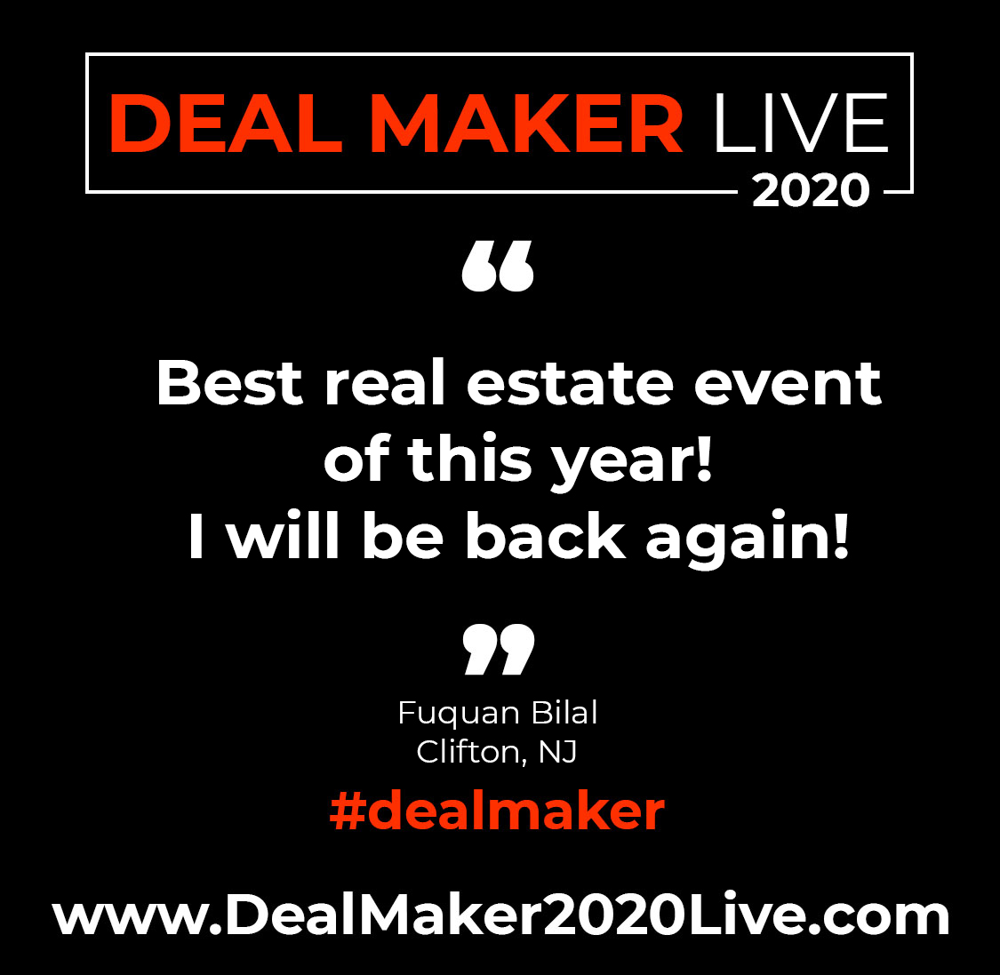 DEAL MAKER LIVE
2020
“
Best real estate event
of this year!
I will be back again!
”
Fuquan Bilal
Clifton, NJ
#dealmaker
www.DealMaker2020Live.com